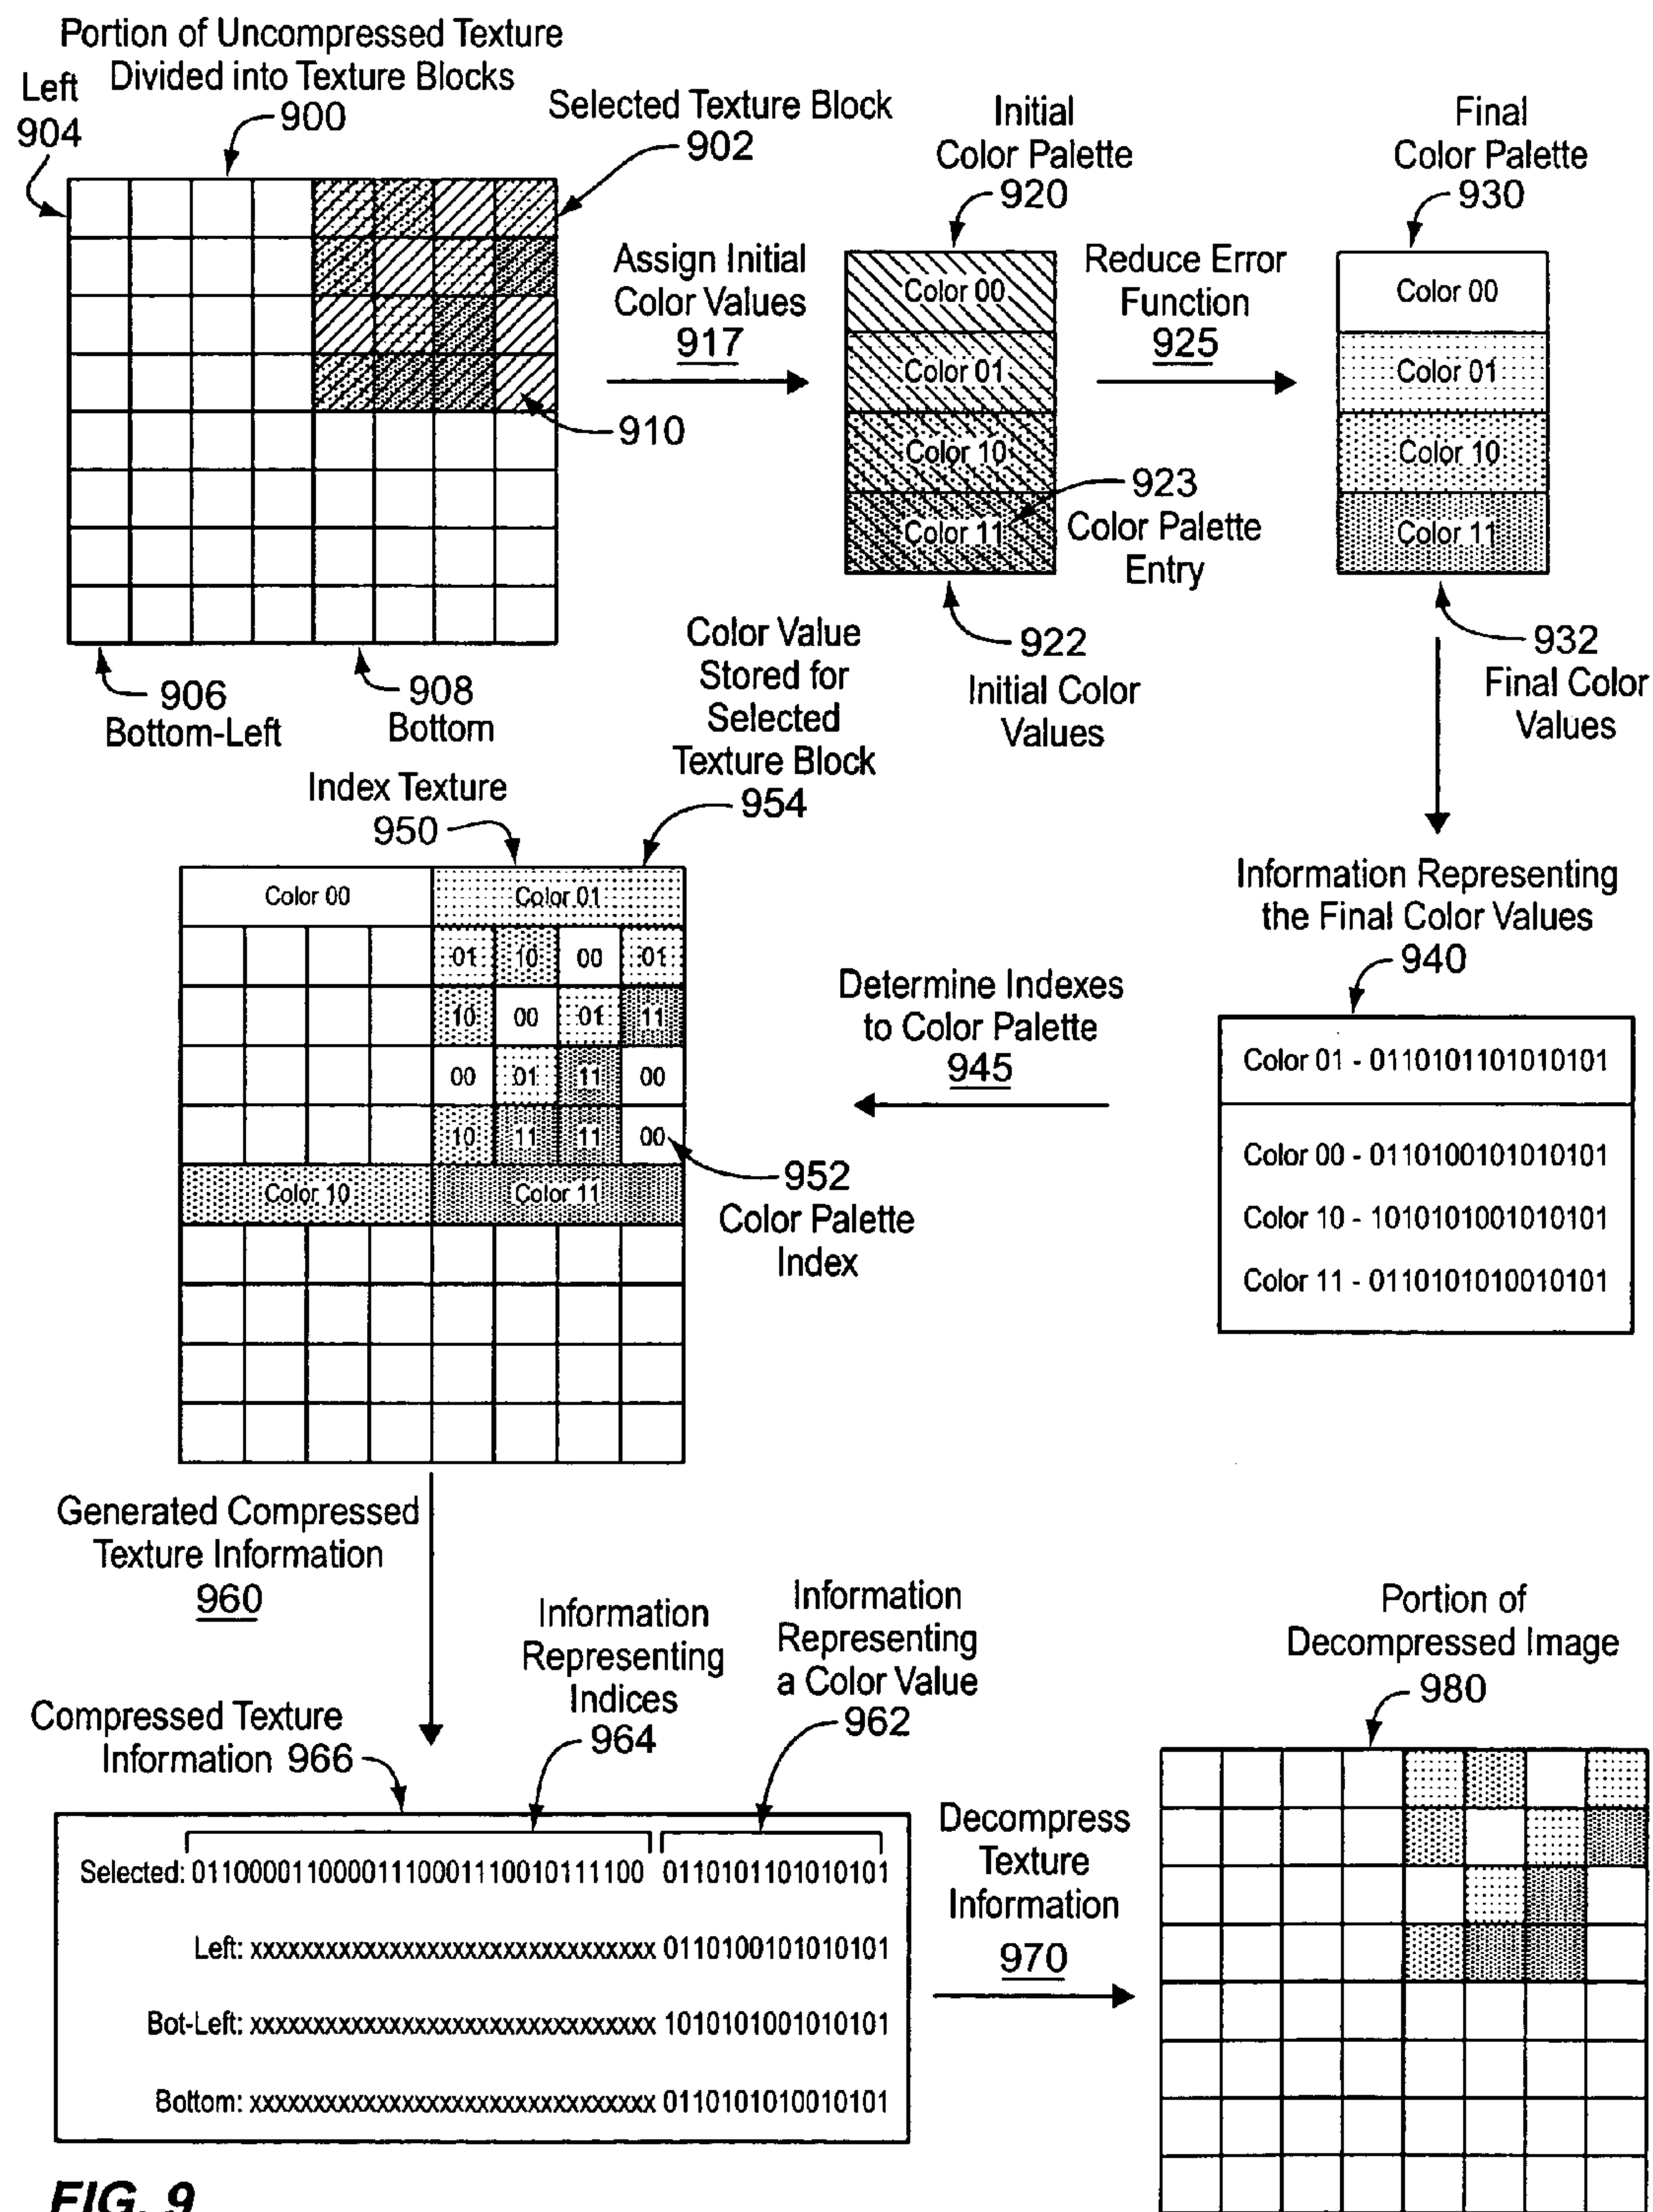 Portion of Uncompressed Texture
Divided into Texture Blocks
900
Left
904
Selected Texture Block
902
910
906
Bottom-Left
908
Bottom
Assign Initial
Color Values
917
Initial
Color Palette
920
Color 00
Color 01
Color 10
Color 11
923
Color Palette
Entry
922
Initial Color
Values
Reduce Error
Function
925
Final
Color Palette
930
Color 00
Color 01
Color 10
Color 11
932
Final Color
Values
Information Representing
the Final Color Values
940
Color 01 - 0110101101010101
Color 00 - 0110100101010101
Color 10 - 1010101001010101
Color 11 - 0110101010010101
Determine Indexes
to Color Palette
945
Index Texture
950
Color Value
Stored for
Selected
Texture Block
954
Color 00 Color 01
01 10 00 01
10 00 01 11
00 01 11 00
10 11 11 00
Color 10 Color 11
952
Color Palette
Index
Generated Compressed
Texture Information
960
Compressed Texture
Information 966
Information
Representing
Indices
964
Information
Representing
a Color Value
962
Selected: 01100001100001110001110010111100 0110101101010101
Left: xxxxxxxxxxxxxxxxxxxxxxxxxxxxxxxx 0110100101010101
Bot-Left: xxxxxxxxxxxxxxxxxxxxxxxxxxxxxxxx 1010101001010101
Bottom: xxxxxxxxxxxxxxxxxxxxxxxxxxxxxxxx 0110101010010101
Decompress
Texture
Information
970
Portion of
Decompressed Image
980
FIG. 9